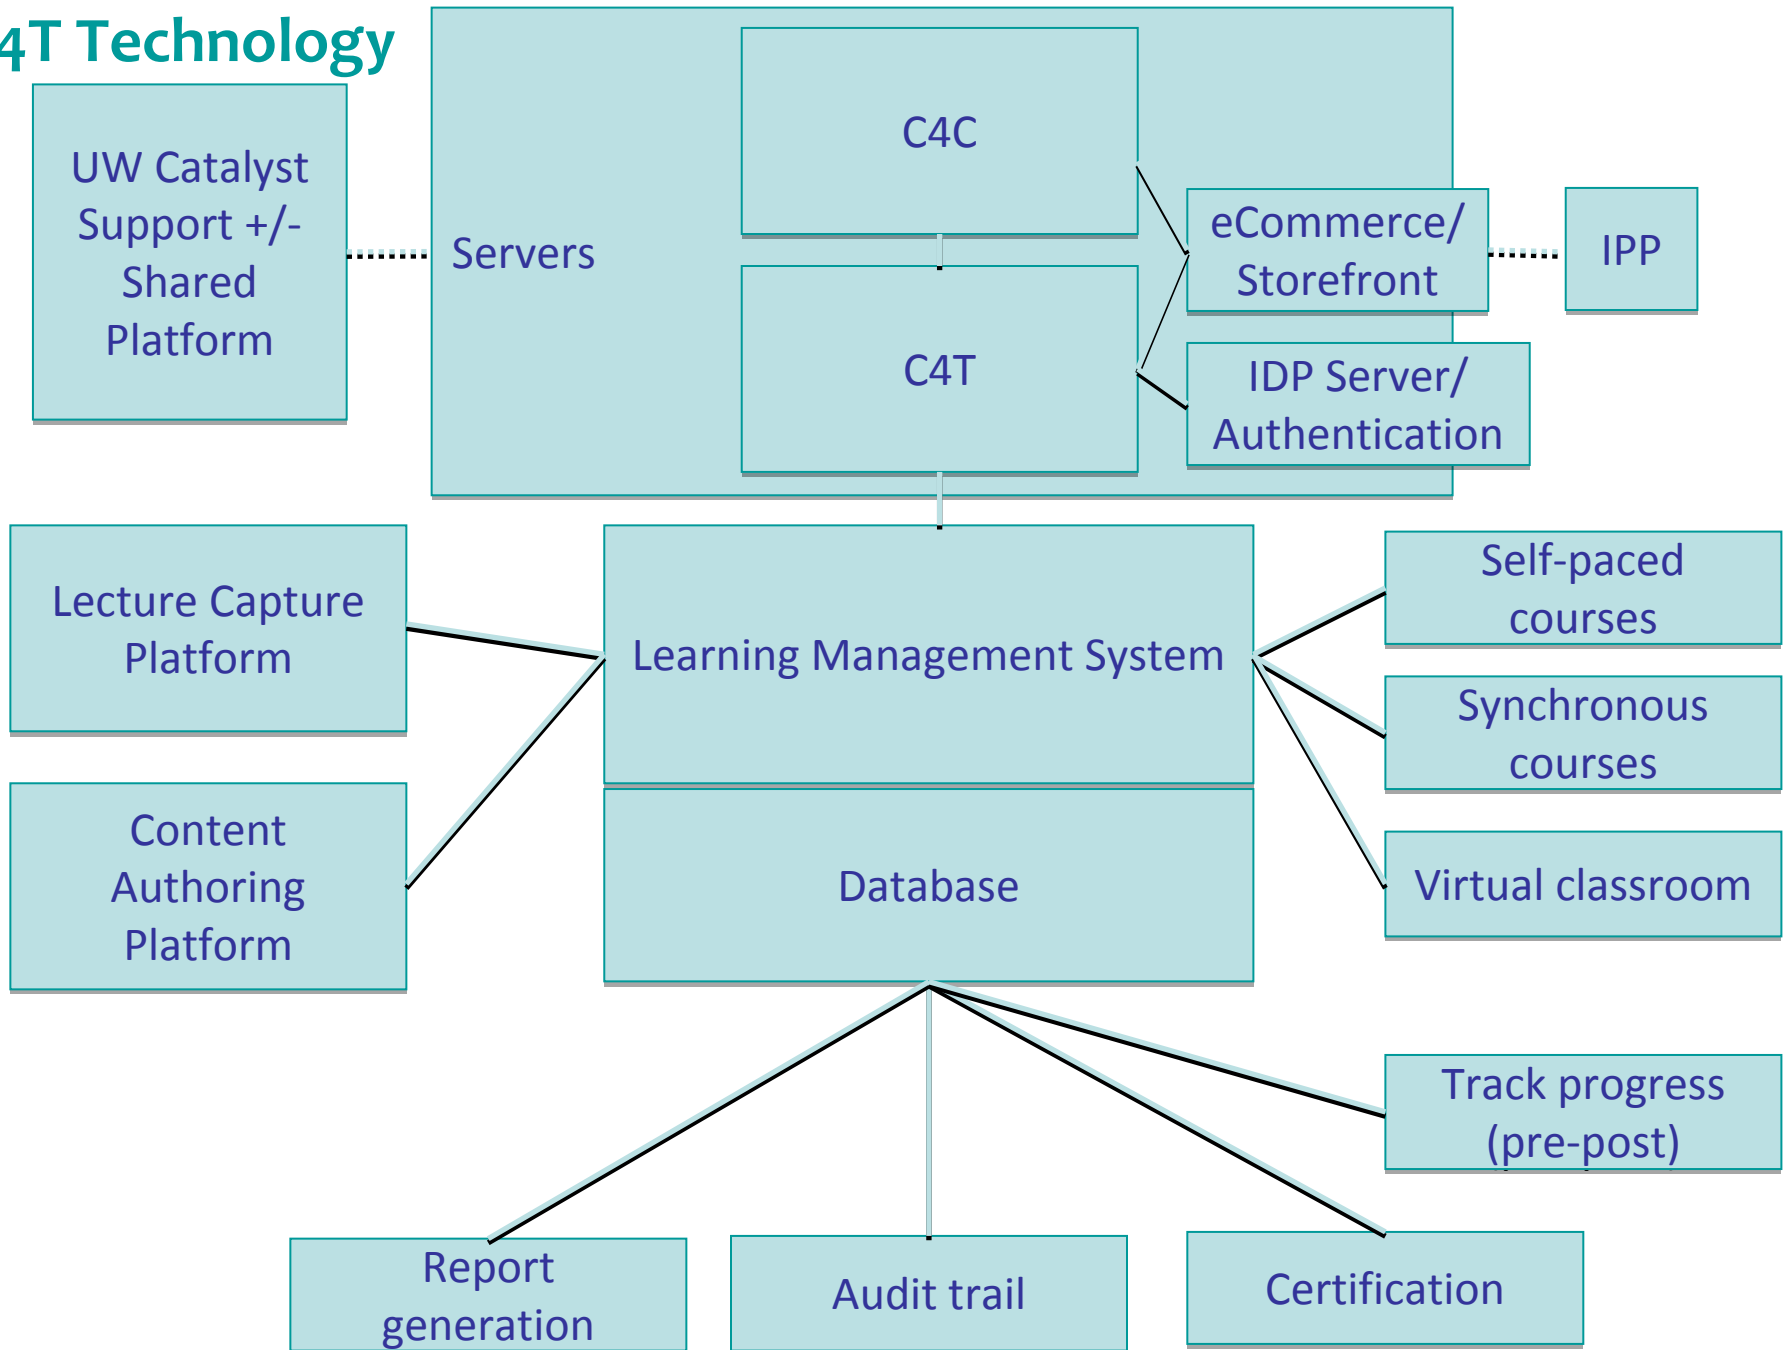 4T Technology
UW Catalyst
Support +/-
Shared
Platform
Servers
C4C
C4T
eCommerce/
Storefront
IPP
IDP Server/
Authentication
Lecture Capture
Platform
Learning Management System
Self-paced
courses
Synchronous
courses
Content
Authoring
Platform
Database
Virtual classroom
Track progress
(pre-post)
Report
generation
Audit trail
Certification